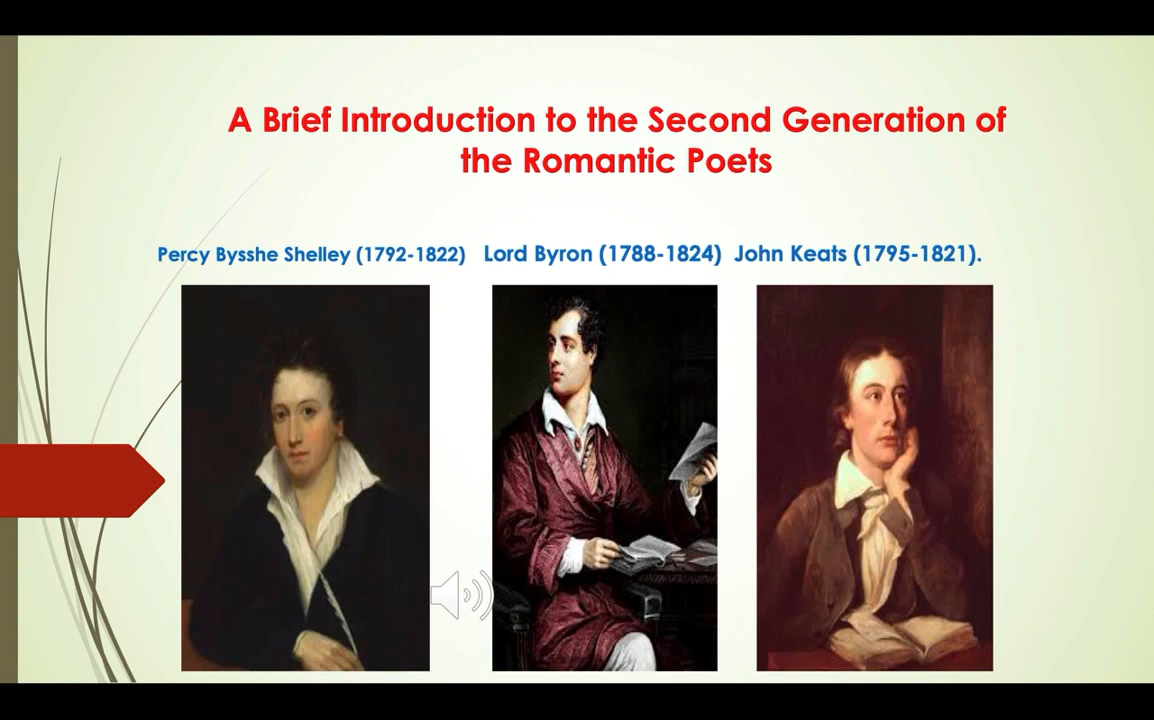 A Brief Introduction to the Second Generation of
the Romantic Poets
Percy Bysshe Shelley (1792-1822) Lord Byron (1788-1824) John Keats (1795-1821).